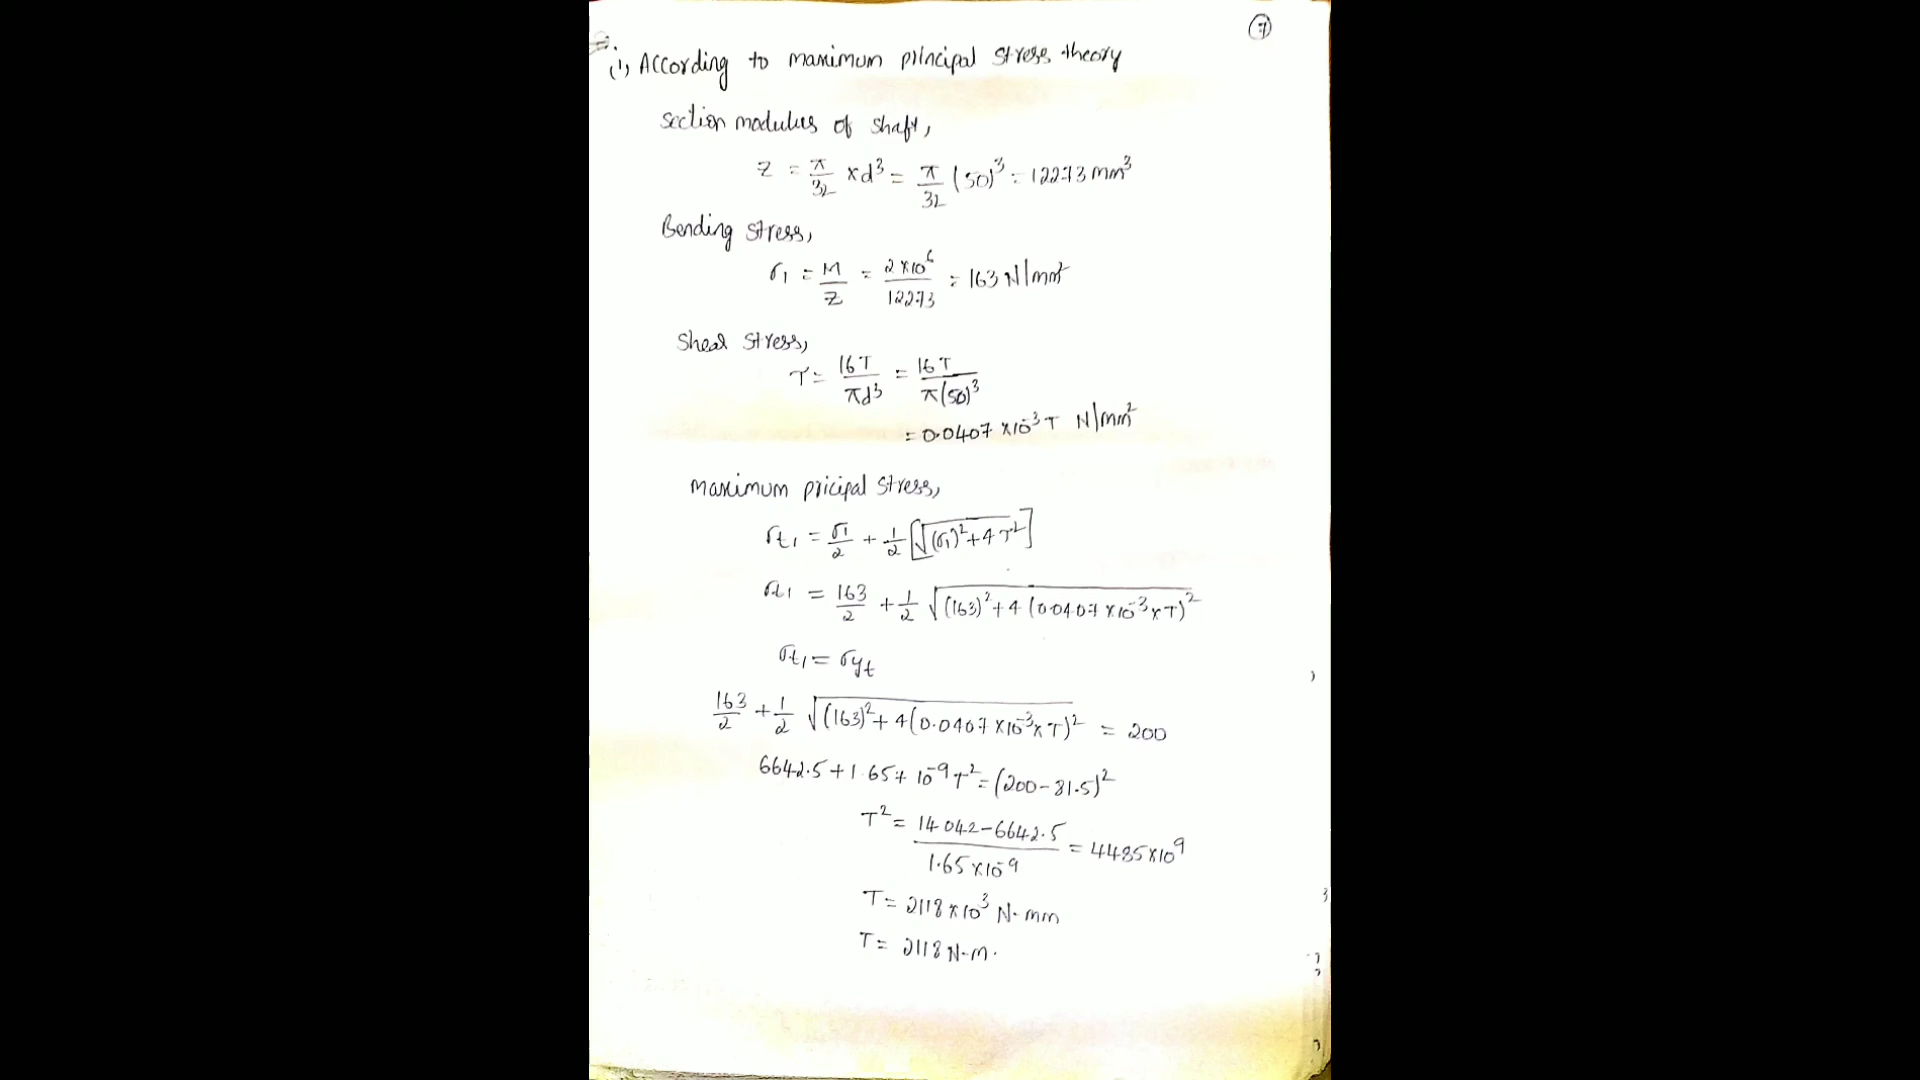 7
(i) According to maximum principal stress theory
section modulus of shaft,
Z = π/32 × d³ = π/32 (50)³ = 12273 mm³
Bending stress,
σ1 = M/Z = 2×10⁶/12273 = 163 N/mm²
Shear stress,
τ = 16T/πd³ = 16T/π(50)³
= 0.0407 ×10⁻³ T N/mm²
maximum pricipal stress,
σt1 = σ1/2 + 1/2 [√(σ1)²+4τ²]
σt1 = 163/2 + 1/2 √(163)²+4(0.0407×10⁻³×T)²
σt1 = σyt
163/2 + 1/2 √(163)²+4(0.0407×10⁻³×T)² = 200
6642.5+1.65+10⁻⁹T²=(200-81.5)²
T² = 14042-6642.5/1.65×10⁻⁹ = 4485×10⁹
T = 2118×10³ N-mm
T = 2118 N-m.